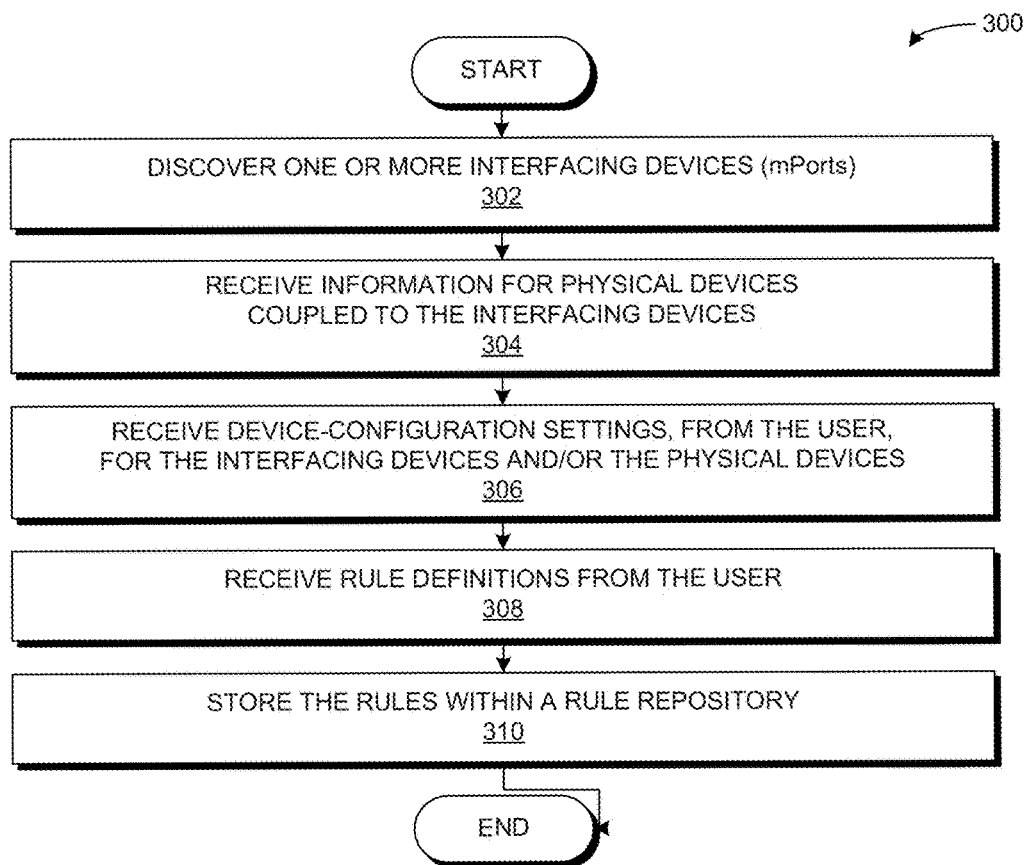 300
START
DISCOVER ONE OR MORE INTERFACING DEVICES (mPorts)
302
RECEIVE INFORMATION FOR PHYSICAL DEVICES
COUPLED TO THE INTERFACING DEVICES
304
RECEIVE DEVICE-CONFIGURATION SETTINGS, FROM THE USER,
FOR THE INTERFACING DEVICES AND/OR THE PHYSICAL DEVICES
306
RECEIVE RULE DEFINITIONS FROM THE USER
308
STORE THE RULES WITHIN A RULE REPOSITORY
310
END